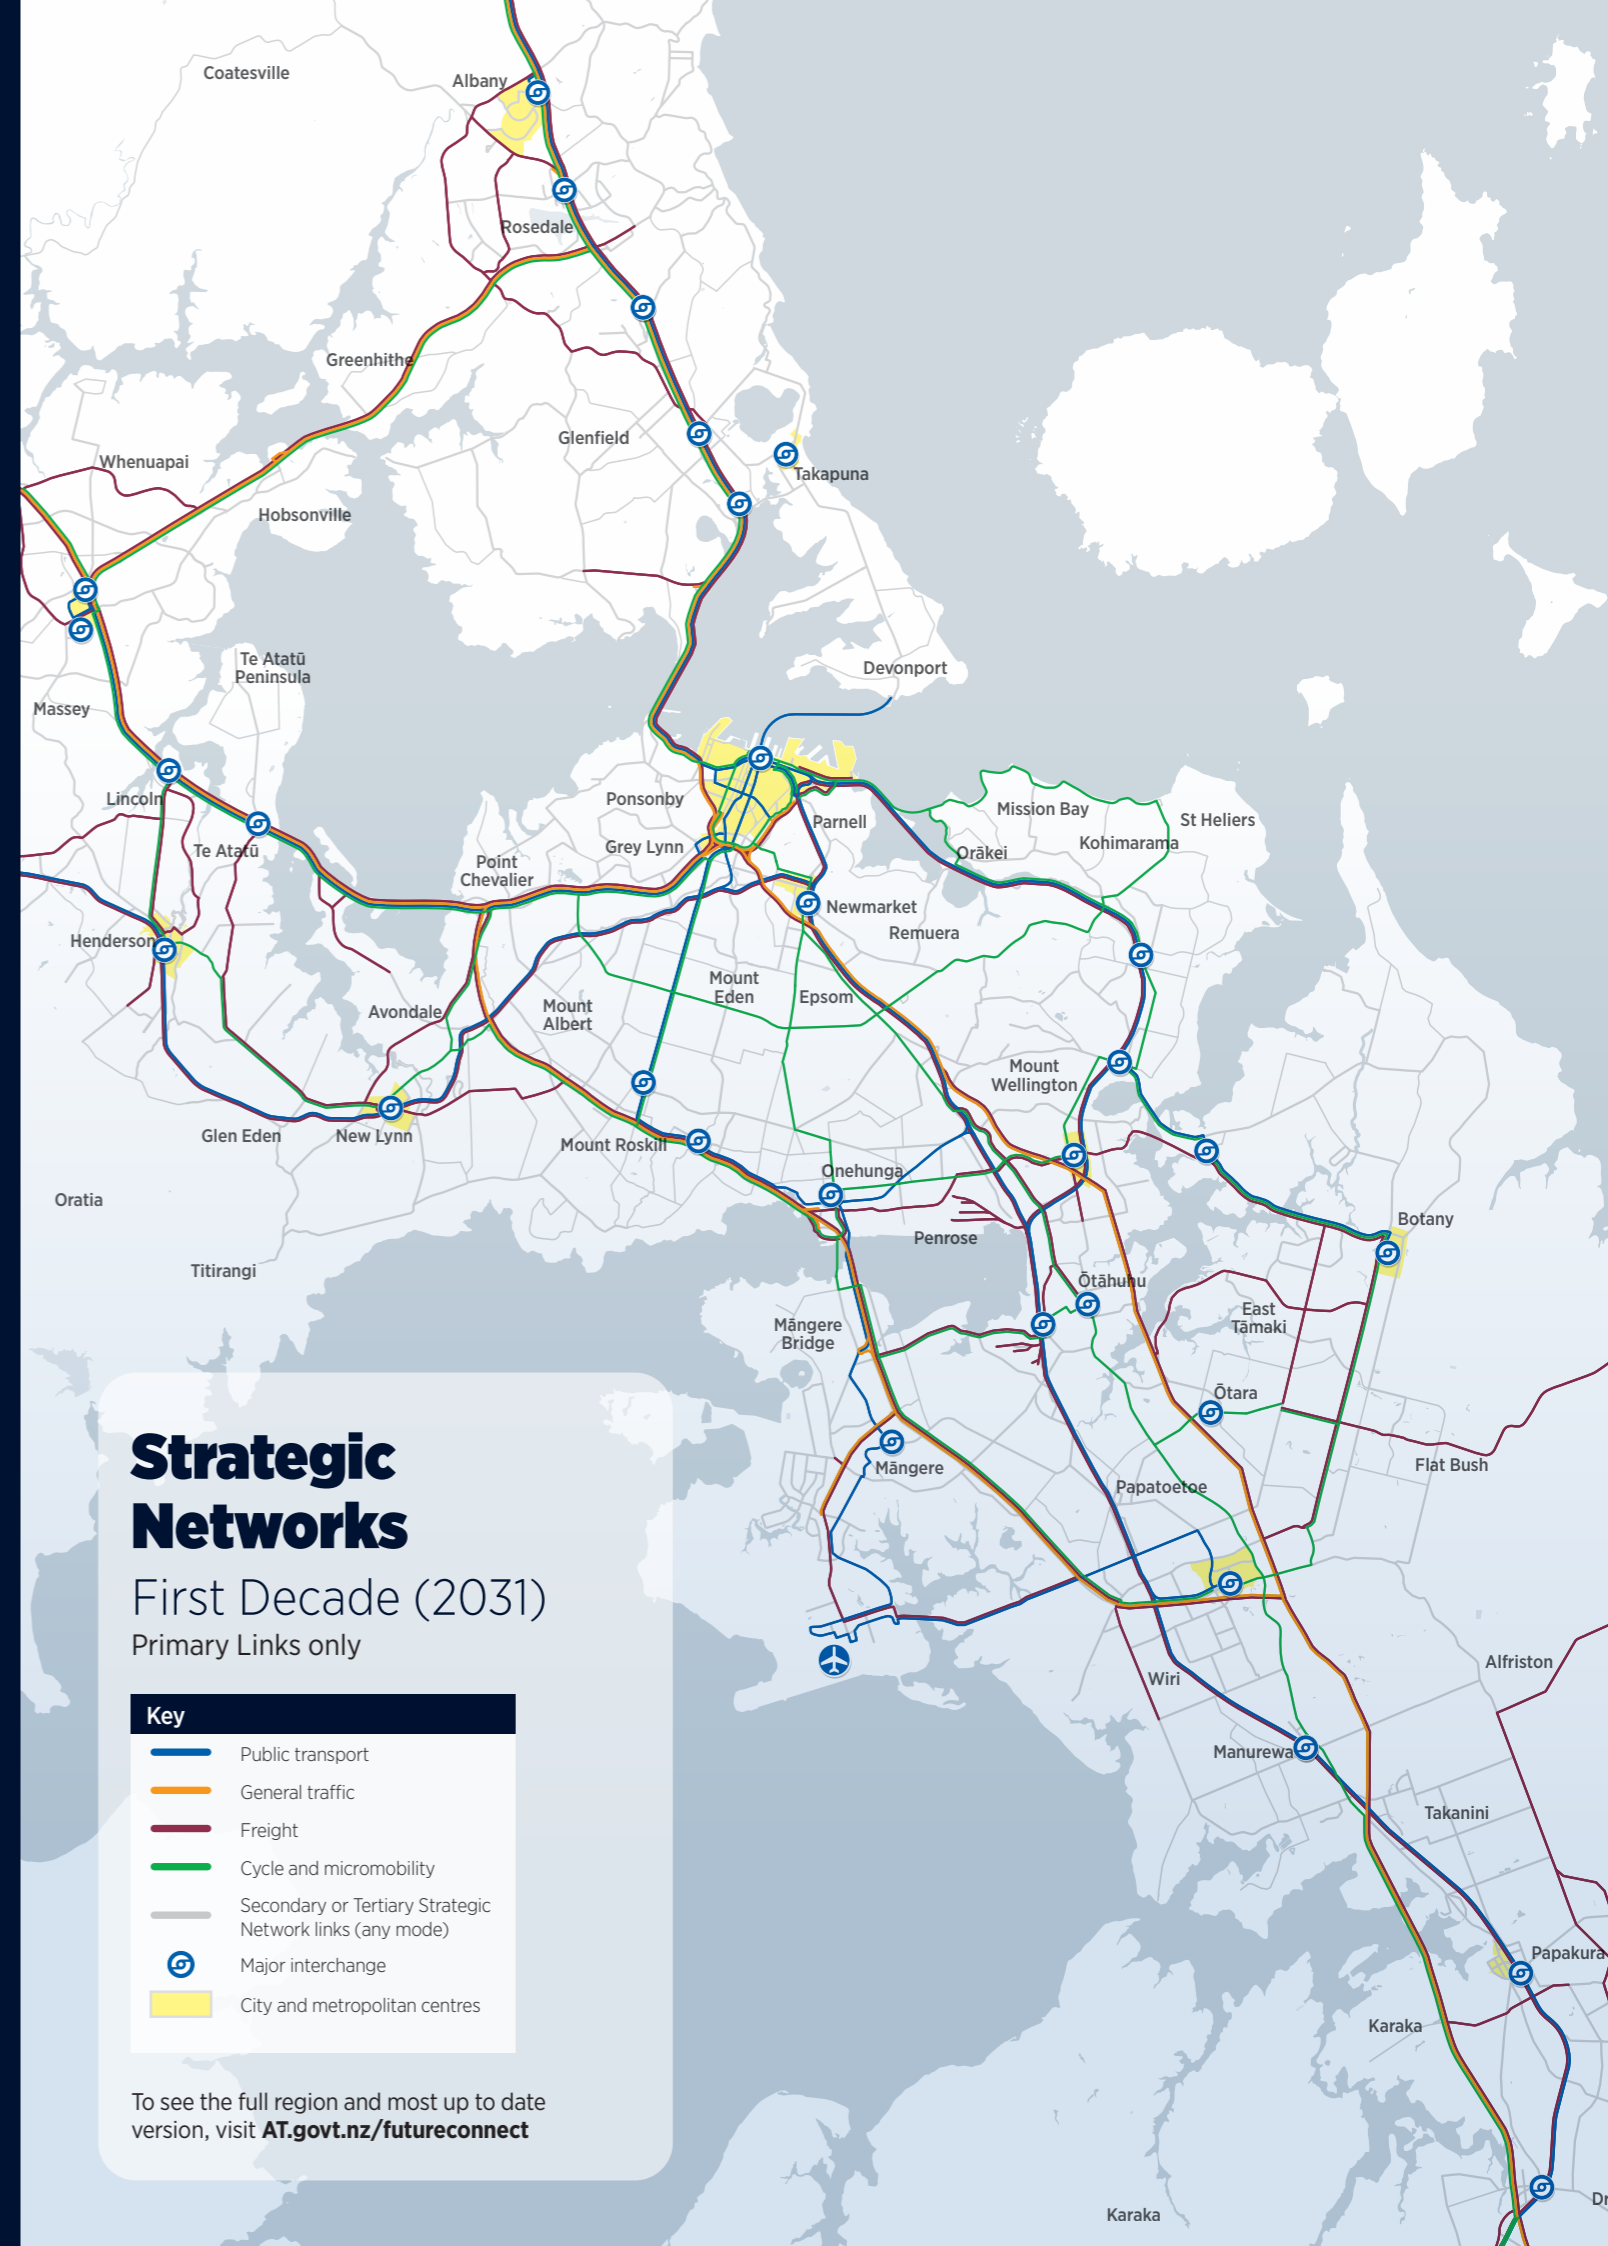 Coatesville
Albany
Rosedale
Greenhithe
Glenfield
Whenuapai
Takapuna
Hobsonville
Te Atatū
Peninsula
Devonport
Massey
Lincoln
Ponsonby
Mission Bay
St Heliers
Parnell
Te Atatū
Grey Lynn
Kohimarama
Orākei
Point
Chevalier
Newmarket
Remuera
Henderson
Mount
Eden
Epsom
Avondale
Mount
Albert
Mount
Wellington
Glen Eden
New Lynn
Mount Roskill
Onehunga
Oratia
Botany
Penrose
Titirangi
Ōtāhuhu
East
Tāmaki
Māngere
Bridge
Ōtara
Māngere
Flat Bush
Papatoetoe
Strategic
Networks
First Decade (2031)
Primary Links only
Wiri
Alfriston
Key
Public transport
General traffic
Freight
Cycle and micromobility
Secondary or Tertiary Strategic
Network links (any mode)
Major interchange
City and metropolitan centres
Manurewa
Takanini
Papakura
Karaka
To see the full region and most up to date
version, visit AT.govt.nz/futureconnect
Karaka